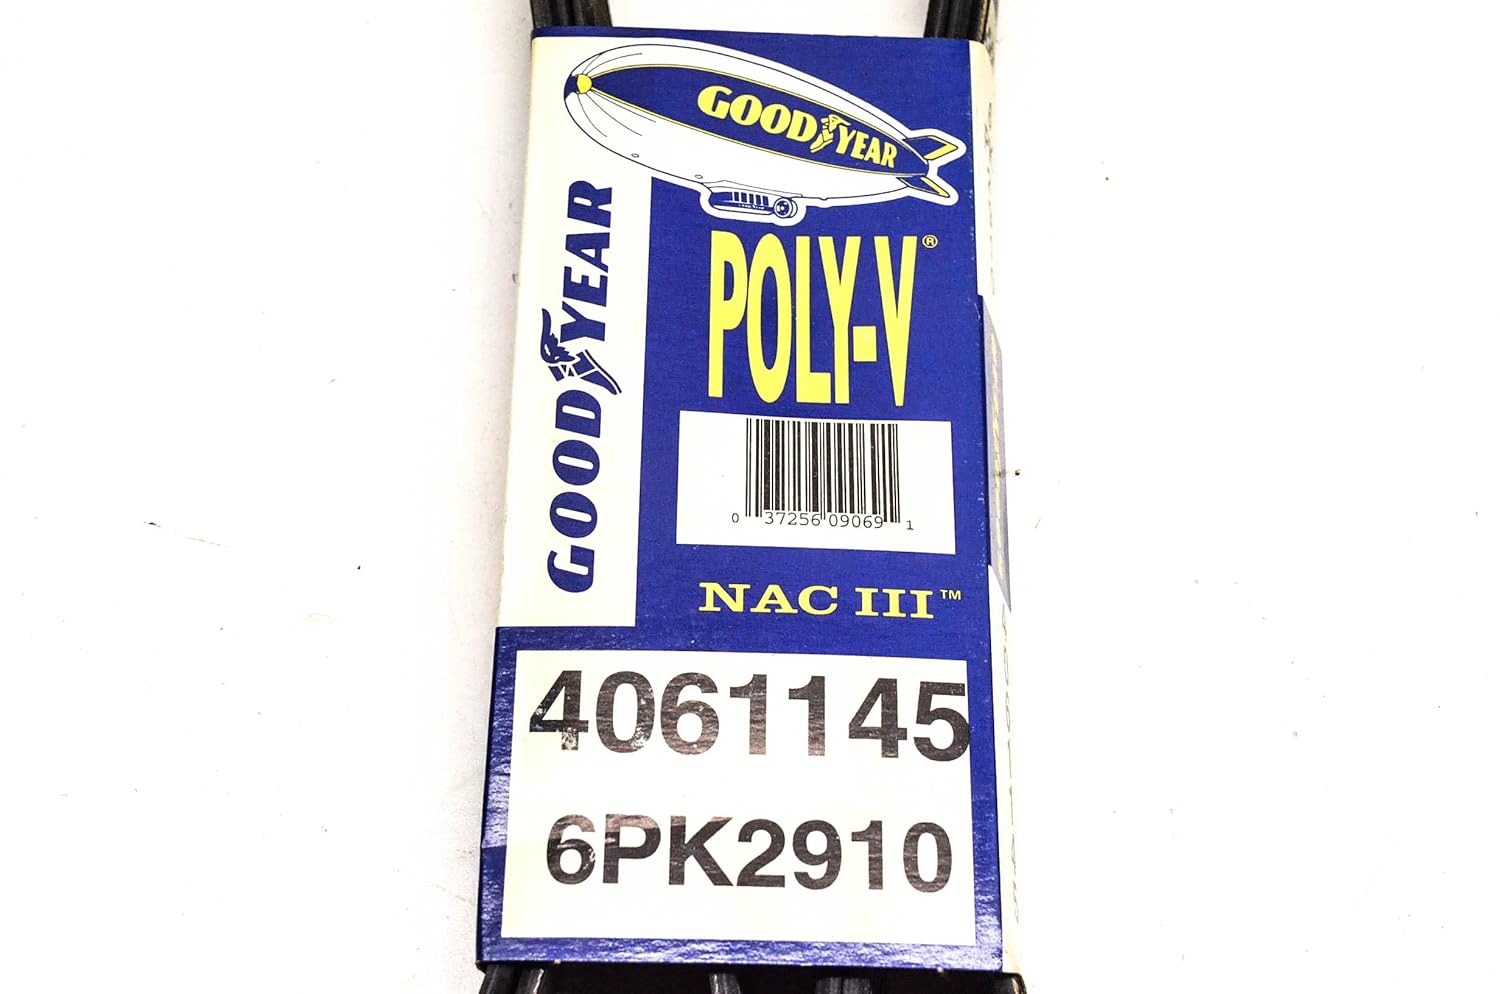 GOODYEAR
GOODYEAR
POLY-V®
0 37256 09069 1
NAC III™
4061145
6PK2910